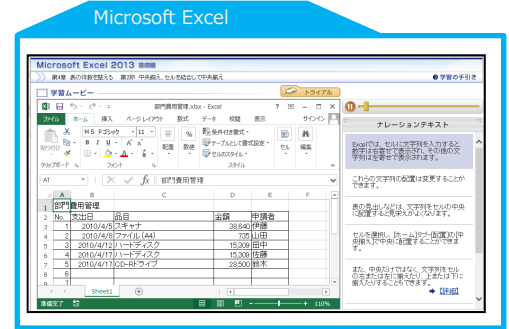 Microsoft Excel
Microsoft Excel 2013 基礎編
第4章 表の体裁を整える 第2節 中央揃え、セルを結合して中央揃え
学習の手引き
学習ムービー
トライアル
部門費用管理.xlsx - Excel
ファイル ホーム 挿入 ページ レイアウト 数式 データ 校閲 表示 サインイン
ＭＳ Ｐゴシック 11
貼り付け
B I U
配置
数値
条件付き書式
テーブルとして書式設定
セルのスタイル
セル
編集
クリップボード フォント スタイル
A1
fx 部門費用管理
A B C D E F
1 部門費用管理
2 No. 支出日 品目 金額 申請者
3 1 2010/4/5 スキャナ 38,640 伊藤
4 2 2010/4/8 ファイル（A4） 735 山田
5 3 2010/4/12 ハードディスク 15,309 田中
6 4 2010/4/17 ハードディスク 15,309 佐藤
7 5 2010/4/17 CD-Rドライブ 28,500 鈴木
8 6
9 7
Sheet1
準備完了
110%
ナレーションテキスト
Excelでは、セルに文字列を入力すると
数字は右寄せで表示され、その他の文
字列は左寄せで表示されます。
これらの文字列の配置は変更することが
できます。
表の見出しなどは、文字列をセルの中央
に配置すると見栄えがよくなります。
セルを選択し、[ホーム]タブ-[配置]の[中
央揃え]で中央に配置することができま
す。
また、中央だけではなく、文字列をセル
の右または左に揃えたり、上または下に
揃えたりすることもできます。
【詳細】